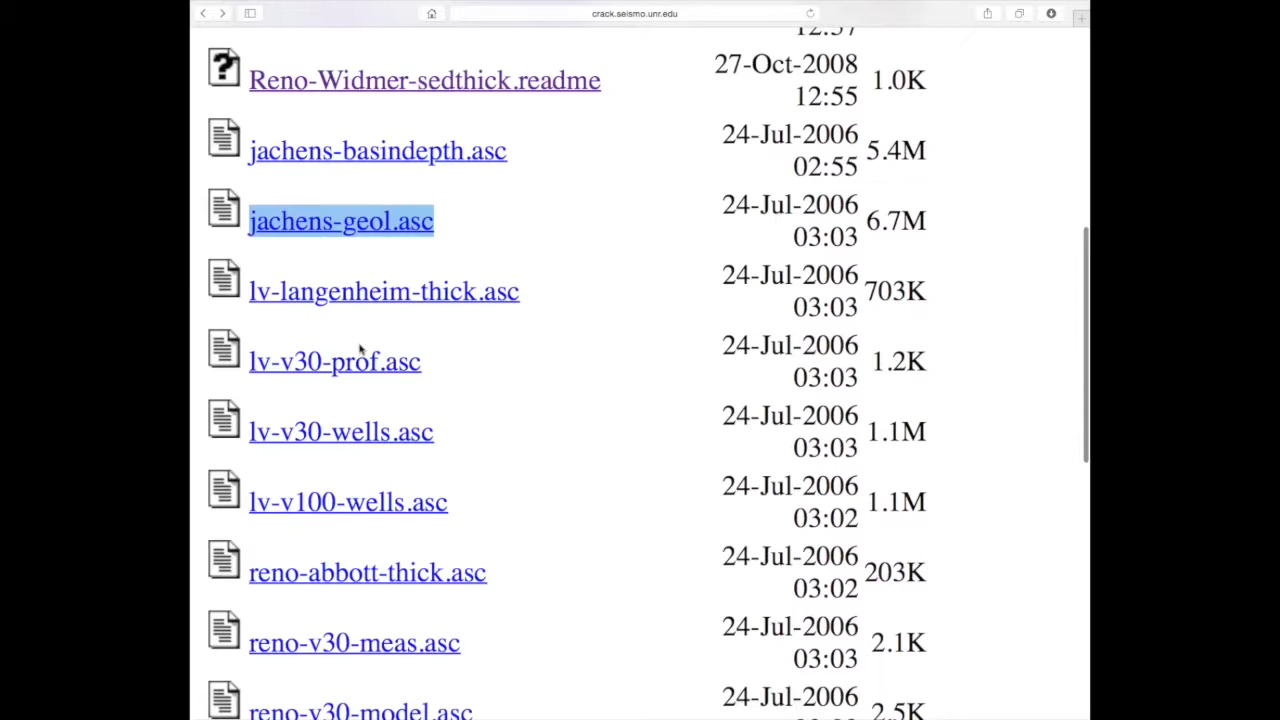 crack.seismo.unr.edu
12:57
Reno-Widmer-sedthick.readme 27-Oct-2008 12:55 1.0K
jachens-basindepth.asc 24-Jul-2006 02:55 5.4M
jachens-geol.asc 24-Jul-2006 03:03 6.7M
lv-langenheim-thick.asc 24-Jul-2006 03:03 703K
lv-v30-prof.asc 24-Jul-2006 03:03 1.2K
lv-v30-wells.asc 24-Jul-2006 03:03 1.1M
lv-v100-wells.asc 24-Jul-2006 03:02 1.1M
reno-abbott-thick.asc 24-Jul-2006 03:02 203K
reno-v30-meas.asc 24-Jul-2006 03:03 2.1K
reno-v30-model.asc 24-Jul-2006 2.5K